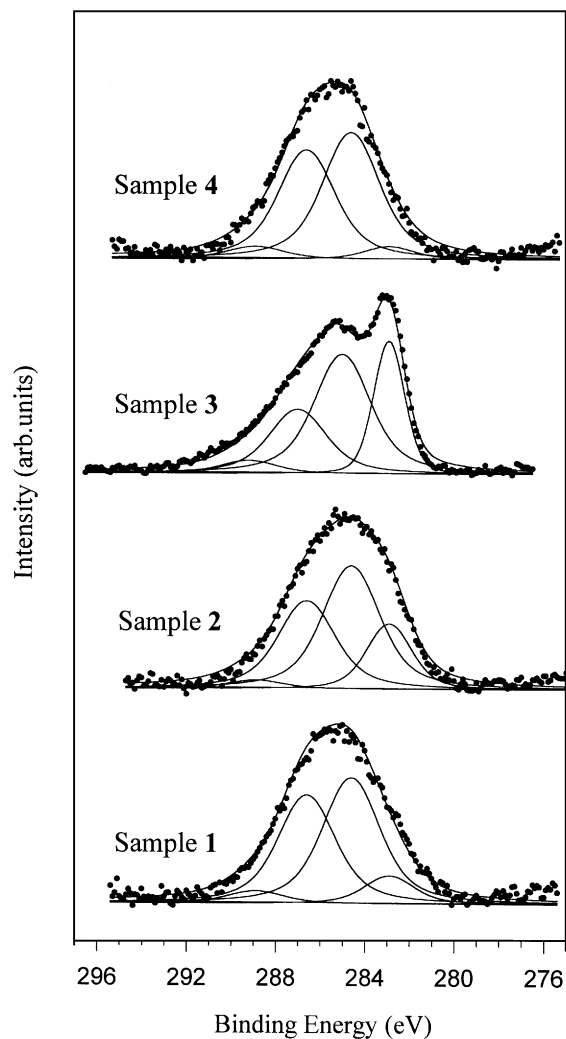 Sample 4
Sample 3
Sample 2
Sample 1
Intensity (arb.units)
296 292 288 284 280 276
Binding Energy (eV)